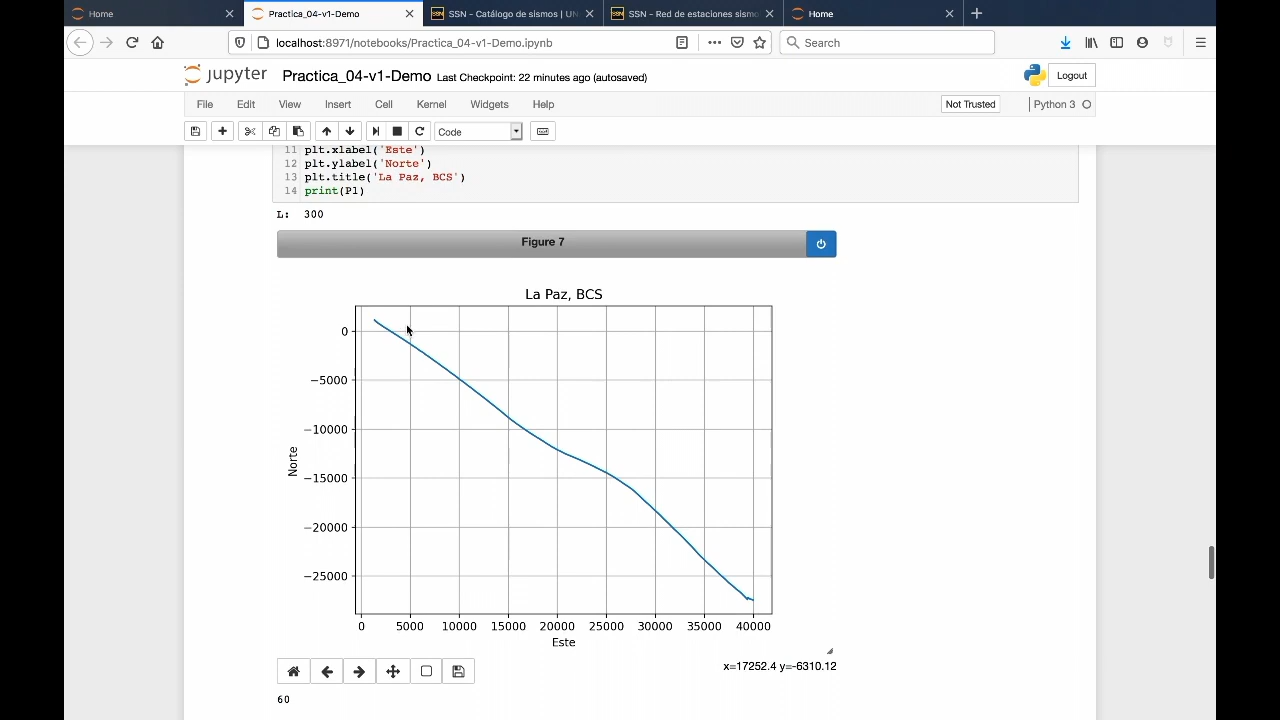 Home
Practica_04-v1-Demo
SSN - Catálogo de sismos | UN
SSN - Red de estaciones sismo
Home
localhost:8971/notebooks/Practica_04-v1-Demo.ipynb
Search
jupyter Practica_04-v1-Demo Last Checkpoint: 22 minutes ago (autosaved)
Logout
File Edit View Insert Cell Kernel Widgets Help
Not Trusted
Python 3
Code
11 plt.xlabel('Este')
12 plt.ylabel('Norte')
13 plt.title('La Paz, BCS')
14 print(P1)
L: 300
Figure 7
La Paz, BCS
0
−5000
−10000
−15000
−20000
−25000
Norte
0 5000 10000 15000 20000 25000 30000 35000 40000
Este
x=17252.4 y=-6310.12
60